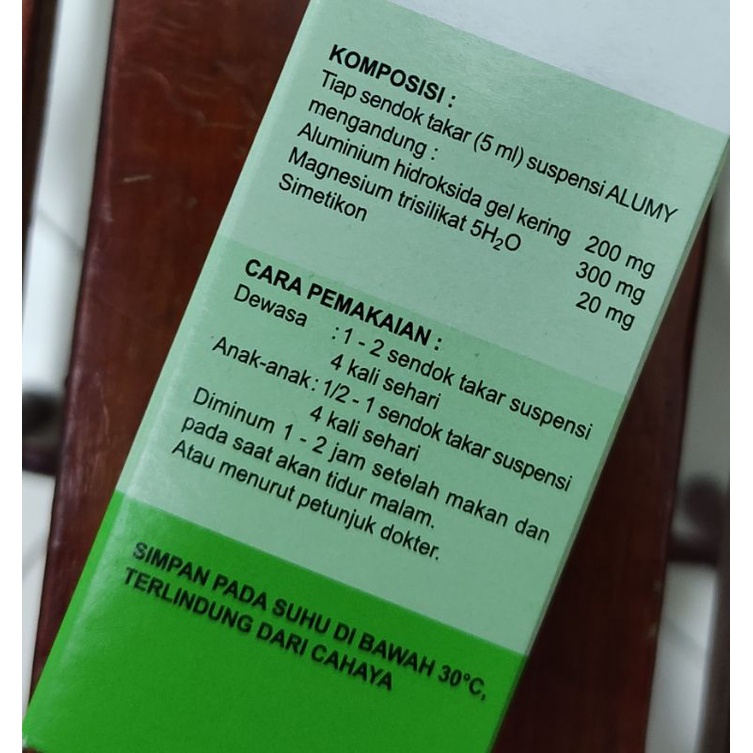 KOMPOSISI :
Tiap sendok takar (5 ml) suspensi ALUMY
mengandung :
Aluminium hidroksida gel kering 200 mg
Magnesium trisilikat 5H₂O 300 mg
Simetikon 20 mg
CARA PEMAKAIAN :
Dewasa : 1 - 2 sendok takar suspensi
4 kali sehari
Anak-anak : 1/2 - 1 sendok takar suspensi
4 kali sehari
Diminum 1 - 2 jam setelah makan dan
pada saat akan tidur malam.
Atau menurut petunjuk dokter.
SIMPAN PADA SUHU DI BAWAH 30°C,
TERLINDUNG DARI CAHAYA